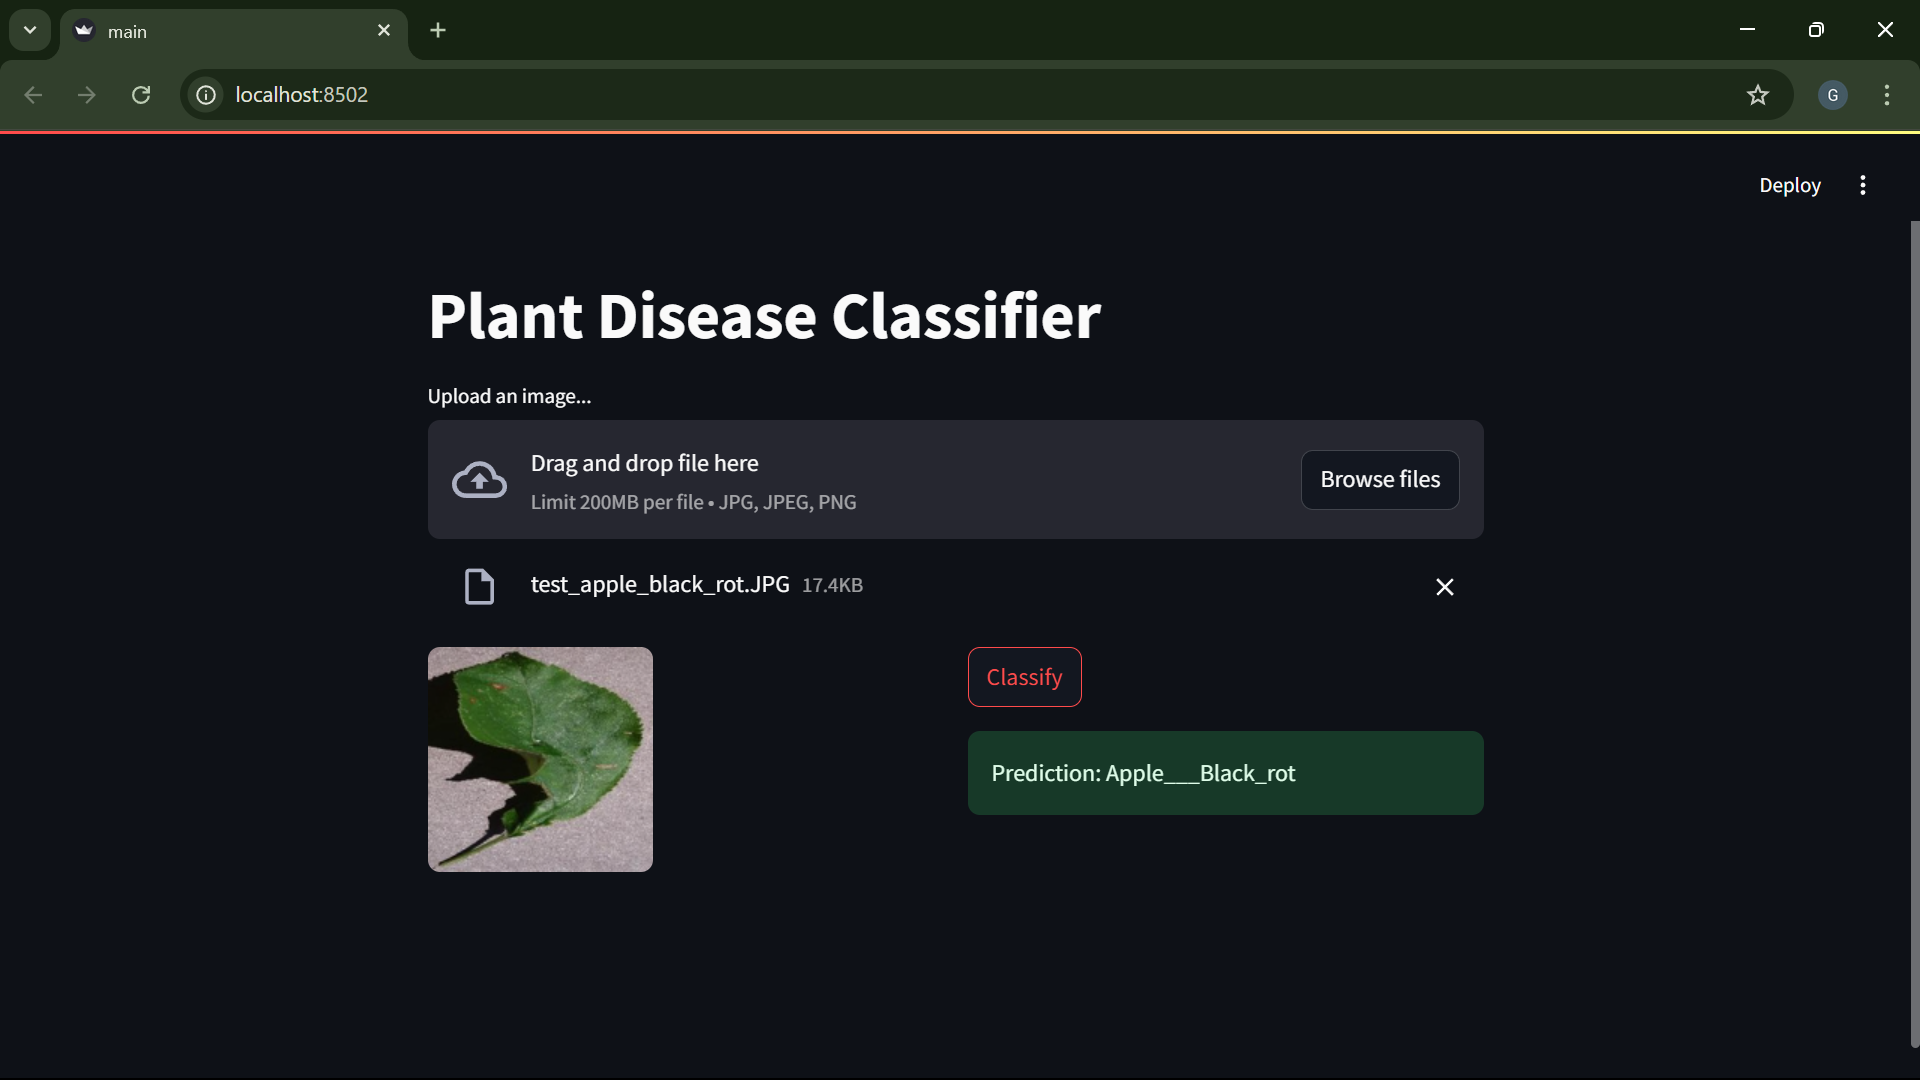 main
localhost:8502
G
Deploy
Plant Disease Classifier
Upload an image...
Drag and drop file here
Limit 200MB per file • JPG, JPEG, PNG
Browse files
test_apple_black_rot.JPG 17.4KB
Classify
Prediction: Apple___Black_rot